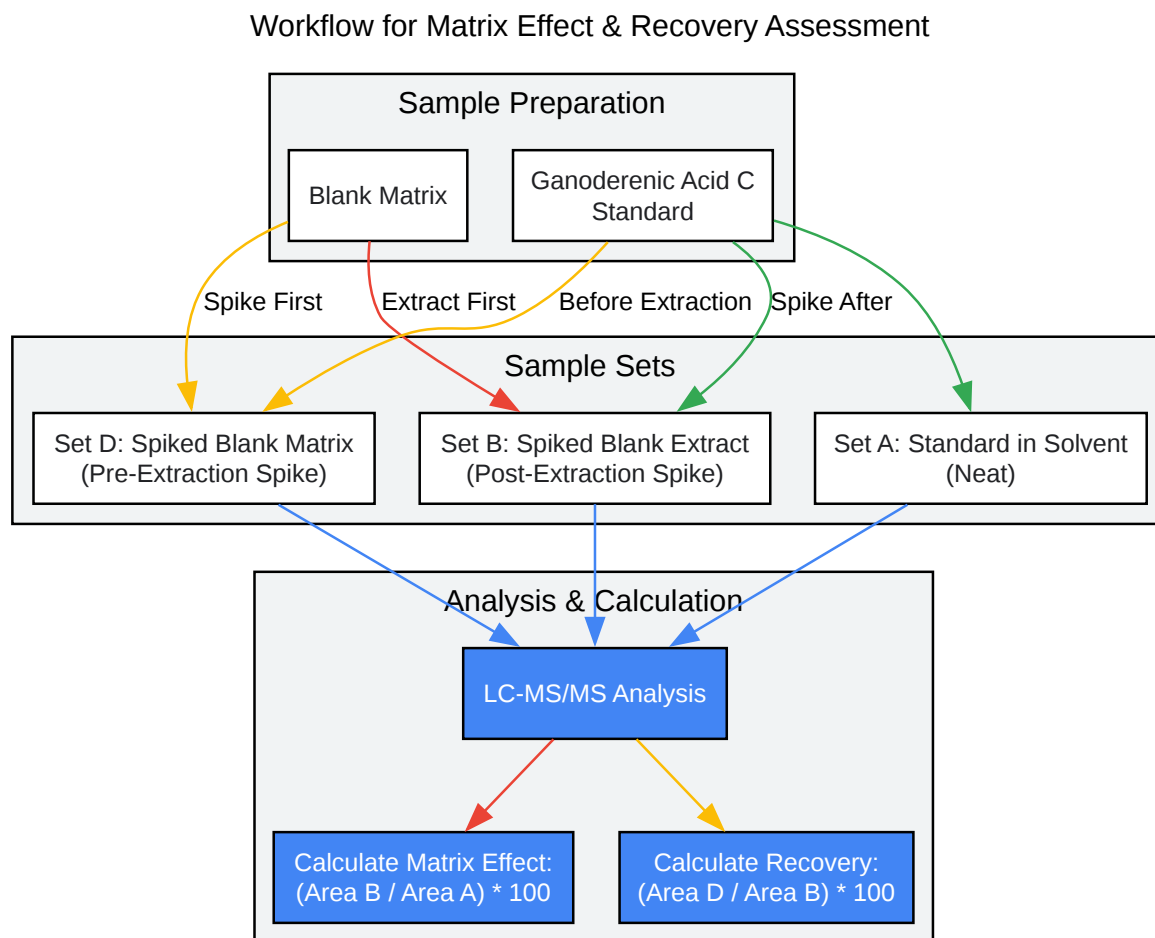 Workflow for Matrix Effect & Recovery Assessment
Sample Preparation
Blank Matrix
Ganoderenic Acid C
Standard
Spike First
Extract First
Before Extraction
Spike After
Sample Sets
Set D: Spiked Blank Matrix
(Pre-Extraction Spike)
Set B: Spiked Blank Extract
(Post-Extraction Spike)
Set A: Standard in Solvent
(Neat)
Analysis & Calculation
LC-MS/MS Analysis
Calculate Matrix Effect:
(Area B / Area A) * 100
Calculate Recovery:
(Area D / Area B) * 100